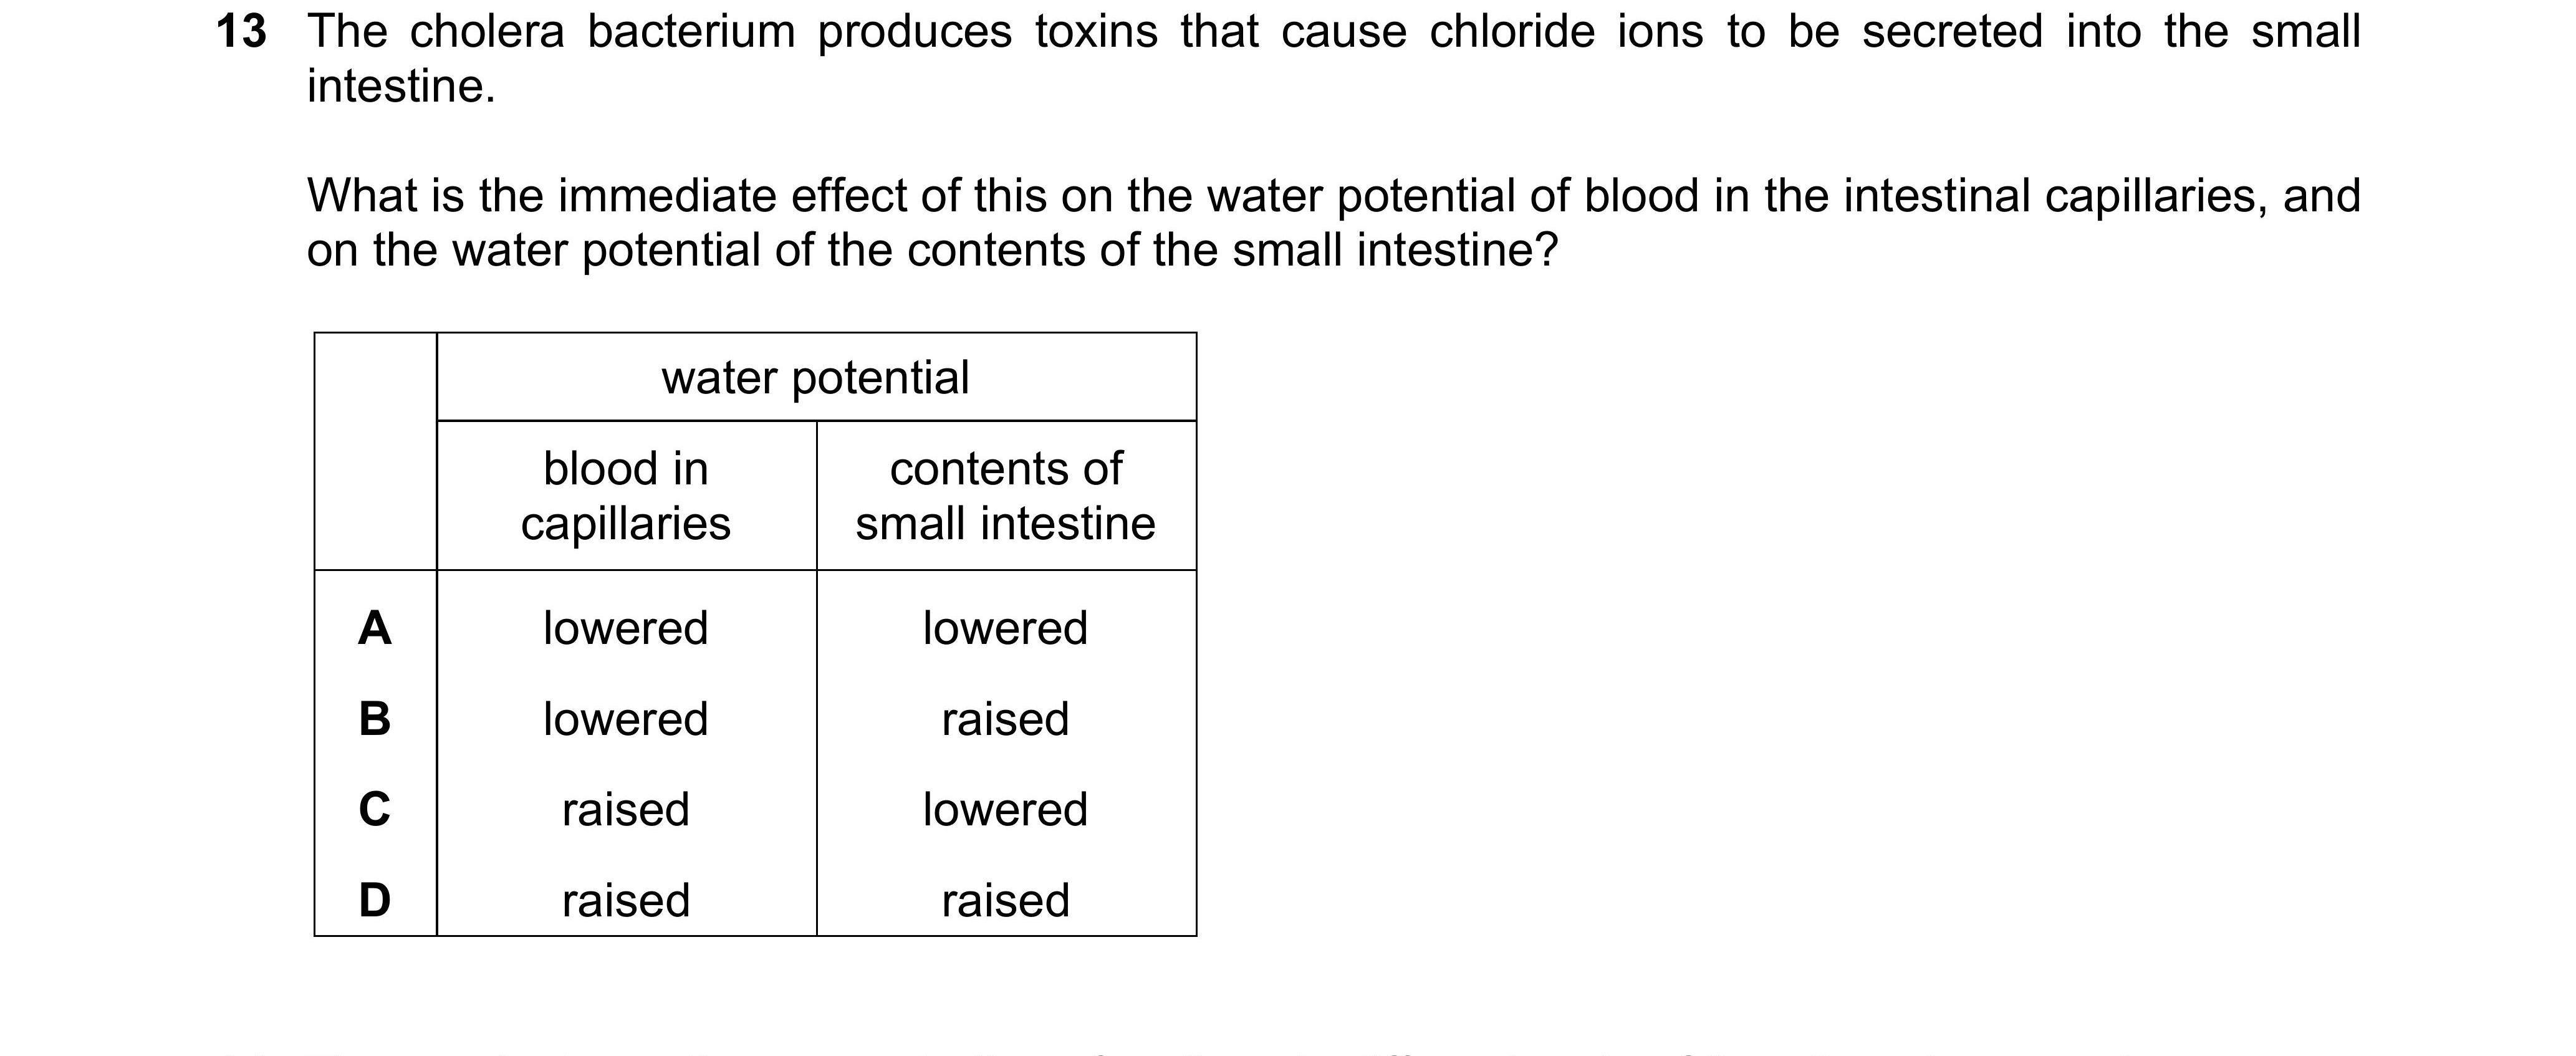 13 The cholera bacterium produces toxins that cause chloride ions to be secreted into the small
intestine.
What is the immediate effect of this on the water potential of blood in the intestinal capillaries, and
on the water potential of the contents of the small intestine?
water potential
blood in capillaries contents of small intestine
A lowered lowered
B lowered raised
C raised lowered
D raised raised